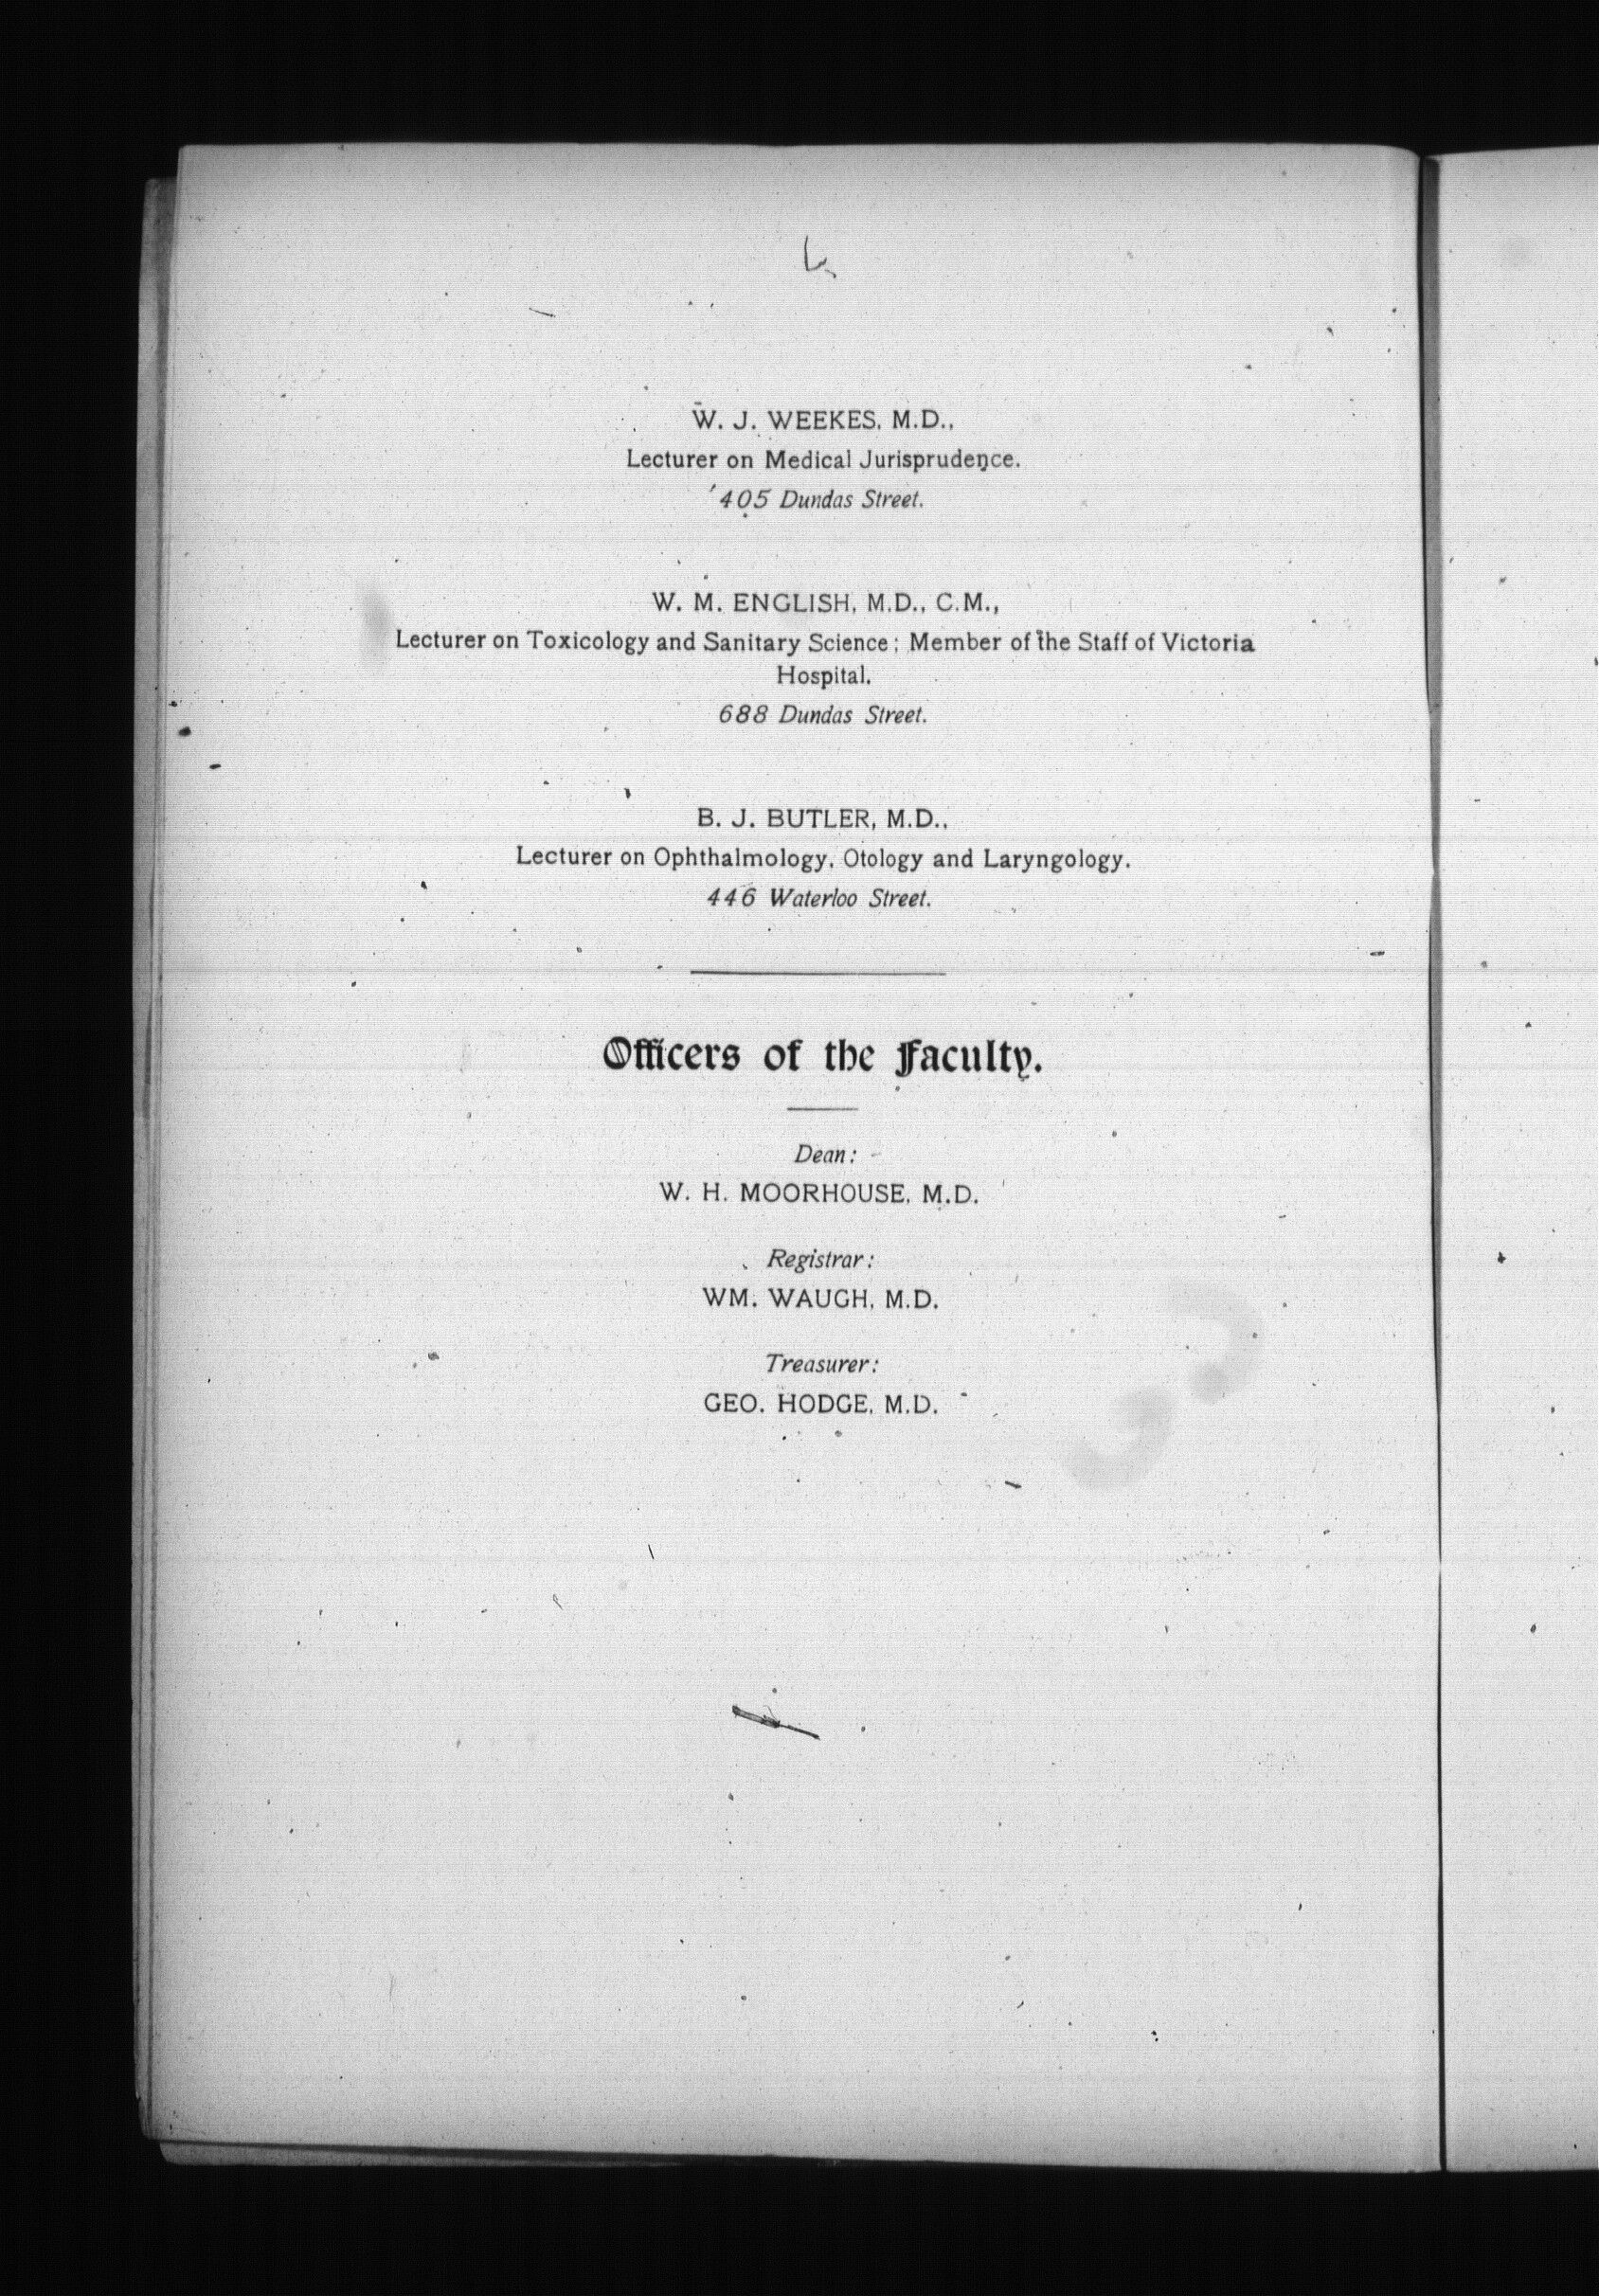 W. J. WEEKES, M.D.,
Lecturer on Medical Jurisprudence.
405 Dundas Street.
W. M. ENGLISH, M.D., C.M.,
Lecturer on Toxicology and Sanitary Science; Member of the Staff of Victoria
Hospital.
688 Dundas Street.
B. J. BUTLER, M.D.,
Lecturer on Ophthalmology, Otology and Laryngology.
446 Waterloo Street.
Officers of the Faculty.
Dean:
W. H. MOORHOUSE, M.D.
Registrar:
WM. WAUGH, M.D.
Treasurer:
GEO. HODGE, M.D.